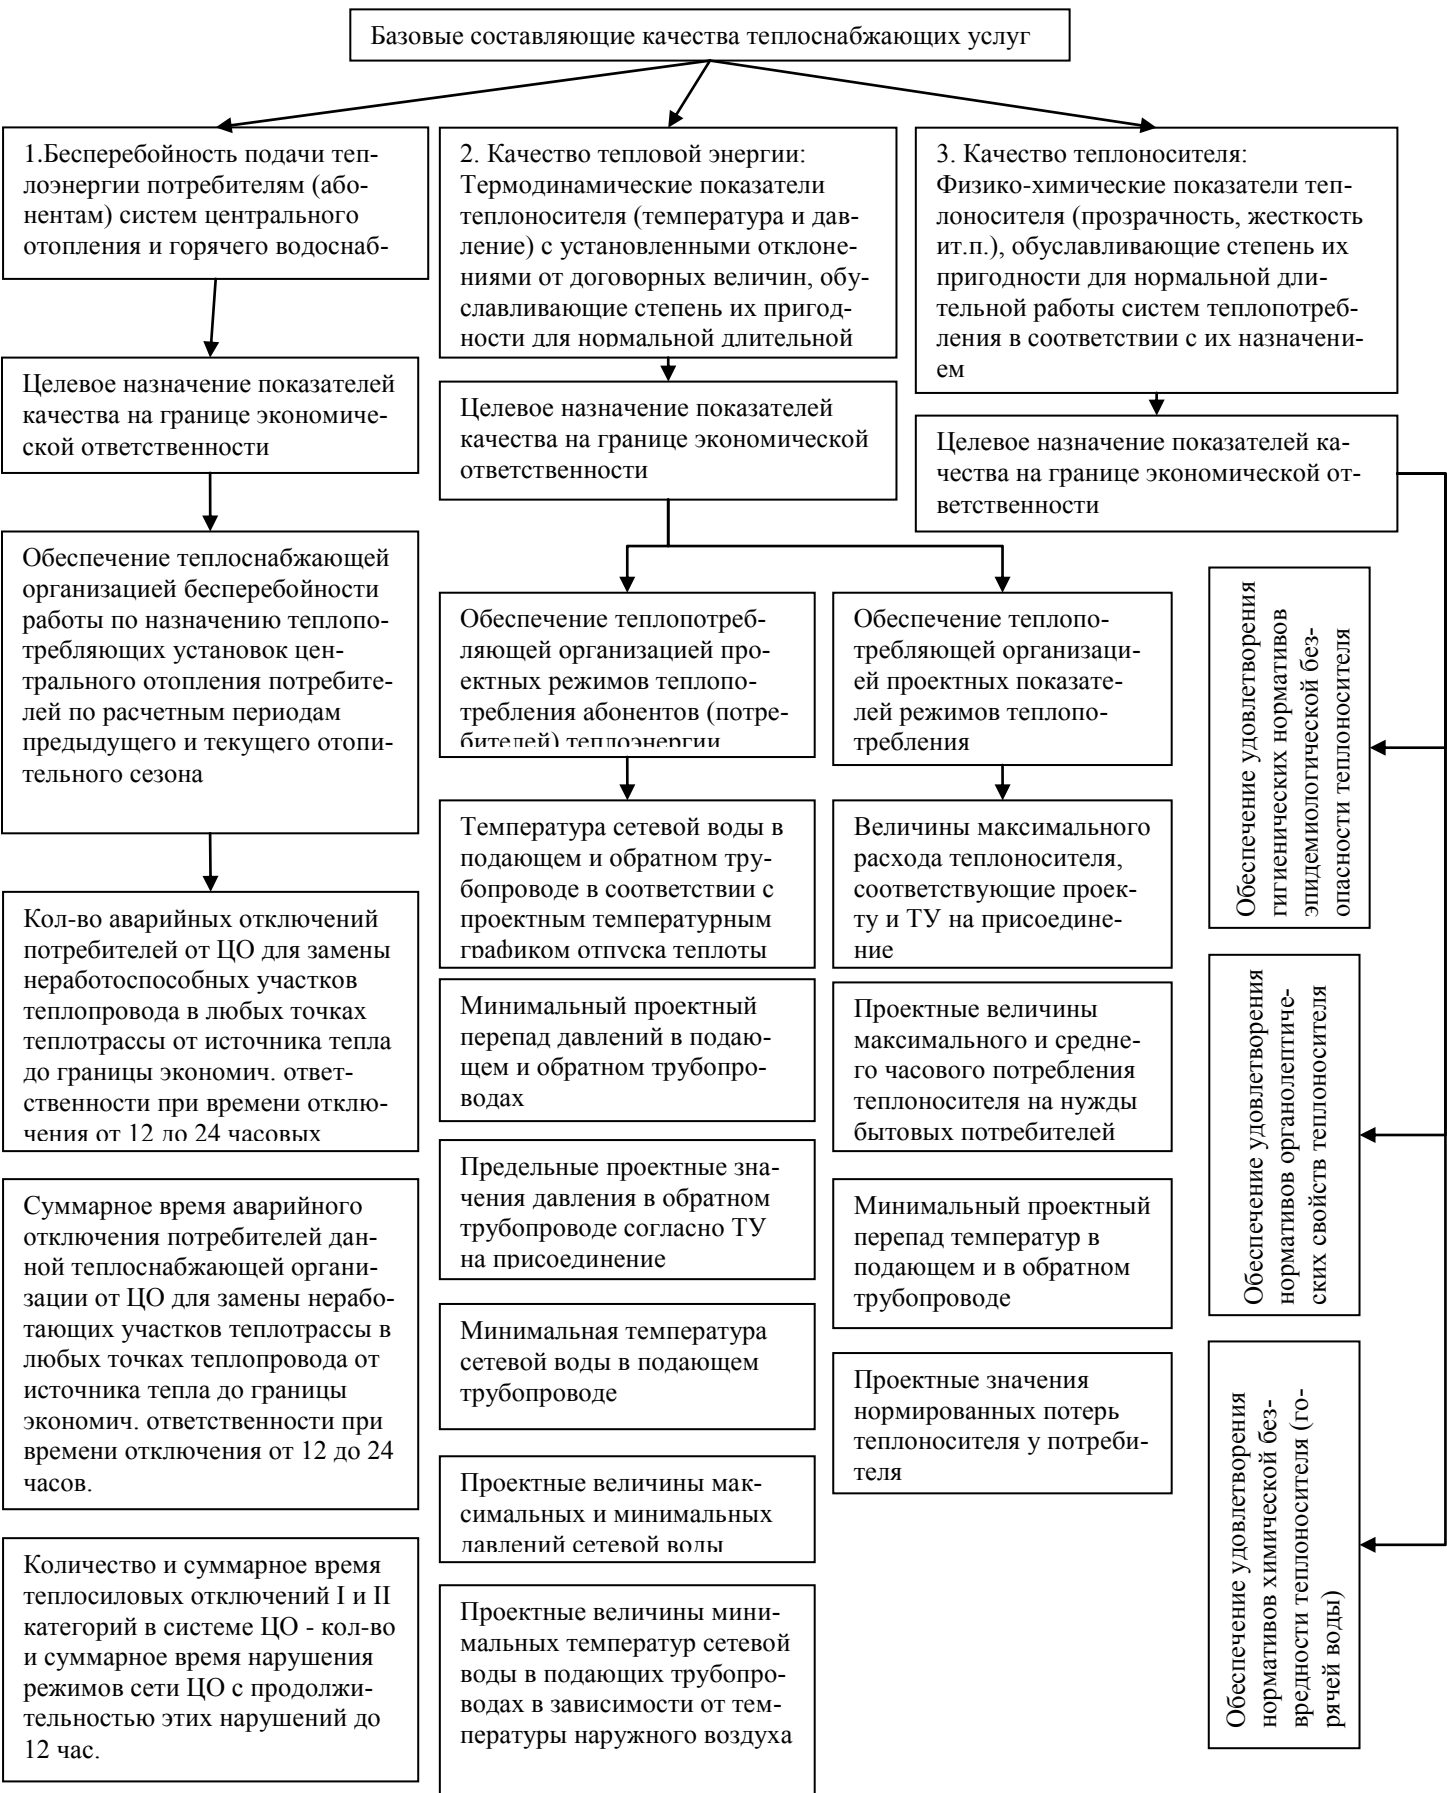 Базовые составляющие качества теплоснабжающих услуг
1.Бесперебойность подачи теп-
лоэнергии потребителям (або-
нентам) систем центрального
отопления и горячего водоснаб-
2. Качество тепловой энергии:
Термодинамические показатели
теплоносителя (температура и дав-
ление) с установленными отклоне-
ниями от договорных величин, обу-
славливающие степень их пригод-
ности для нормальной длительной
3. Качество теплоносителя:
Физико-химические показатели теп-
лоносителя (прозрачность, жесткость
ит.п.), обуславливающие степень их
пригодности для нормальной дли-
тельной работы систем теплопотреб-
ления в соответствии с их назначени-
ем
Целевое назначение показателей
качества на границе экономиче-
ской ответственности
Целевое назначение показателей
качества на границе экономической
ответственности
Целевое назначение показателей ка-
чества на границе экономической от-
ветственности
Обеспечение теплоснабжающей
организацией бесперебойности
работы по назначению теплопо-
требляющих установок цен-
трального отопления потребите-
лей по расчетным периодам
предыдущего и текущего отопи-
тельного сезона
Кол-во аварийных отключений
потребителей от ЦО для замены
неработоспособных участков
теплопровода в любых точках
теплотрассы от источника тепла
до границы экономич. ответ-
ственности при времени отклю-
чения от 12 до 24 часовых
Суммарное время аварийного
отключения потребителей дан-
ной теплоснабжающей органи-
зации от ЦО для замены нерабо-
тающих участков теплотрассы в
любых точках теплопровода от
источника тепла до границы
экономич. ответственности при
времени отключения от 12 до 24
часов.
Количество и суммарное время
теплосиловых отключений I и II
категорий в системе ЦО - кол-во
и суммарное время нарушения
режимов сети ЦО с продолжи-
тельностью этих нарушений до
12 час.
Обеспечение теплопотреб-
ляющей организацией про-
ектных режимов теплопо-
требления абонентов (потре-
бителей) теплоэнергии
Температура сетевой воды в
подающем и обратном тру-
бопроводе в соответствии с
проектным температурным
графиком отпуска теплоты
Минимальный проектный
перепад давлений в подаю-
щем и обратном трубопро-
водах
Предельные проектные зна-
чения давления в обратном
трубопроводе согласно ТУ
на присоединение
Минимальная температура
сетевой воды в подающем
трубопроводе
Проектные величины мак-
симальных и минимальных
давлений сетевой воды
Проектные величины мини-
мальных температур сетевой
воды в подающих трубопро-
водах в зависимости от тем-
пературы наружного воздуха
Обеспечение теплопо-
требляющей организаци-
ей проектных показате-
лей режимов теплопо-
требления
Величины максимального
расхода теплоносителя,
соответствующие проек-
ту и ТУ на присоедине-
ние
Проектные величины
максимального и средне-
го часового потребления
теплоносителя на нужды
бытовых потребителей
Минимальный проектный
перепад температур в
подающем и в обратном
трубопроводе
Проектные значения
нормированных потерь
теплоносителя у потреби-
теля
Обеспечение удовлетворения
гигиенических нормативов
эпидемиологической без-
опасности теплоносителя
Обеспечение удовлетворения
нормативов органолептиче-
ских свойств теплоносителя
Обеспечение удовлетворения
нормативов химической без-
вредности теплоносителя (го-
рячей воды)